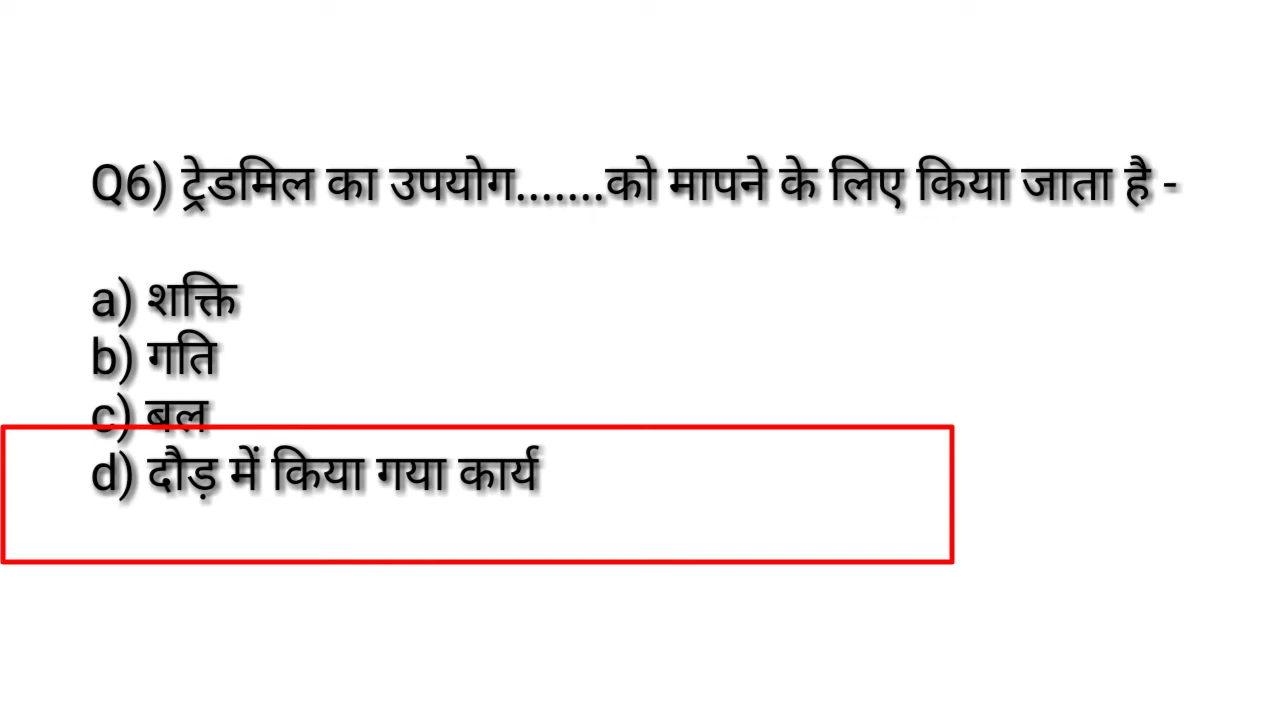 Q6) ट्रेडमिल का उपयोग.......को मापने के लिए किया जाता है -
a) शक्ति
b) गति
c) बल
d) दौड़ में किया गया कार्य